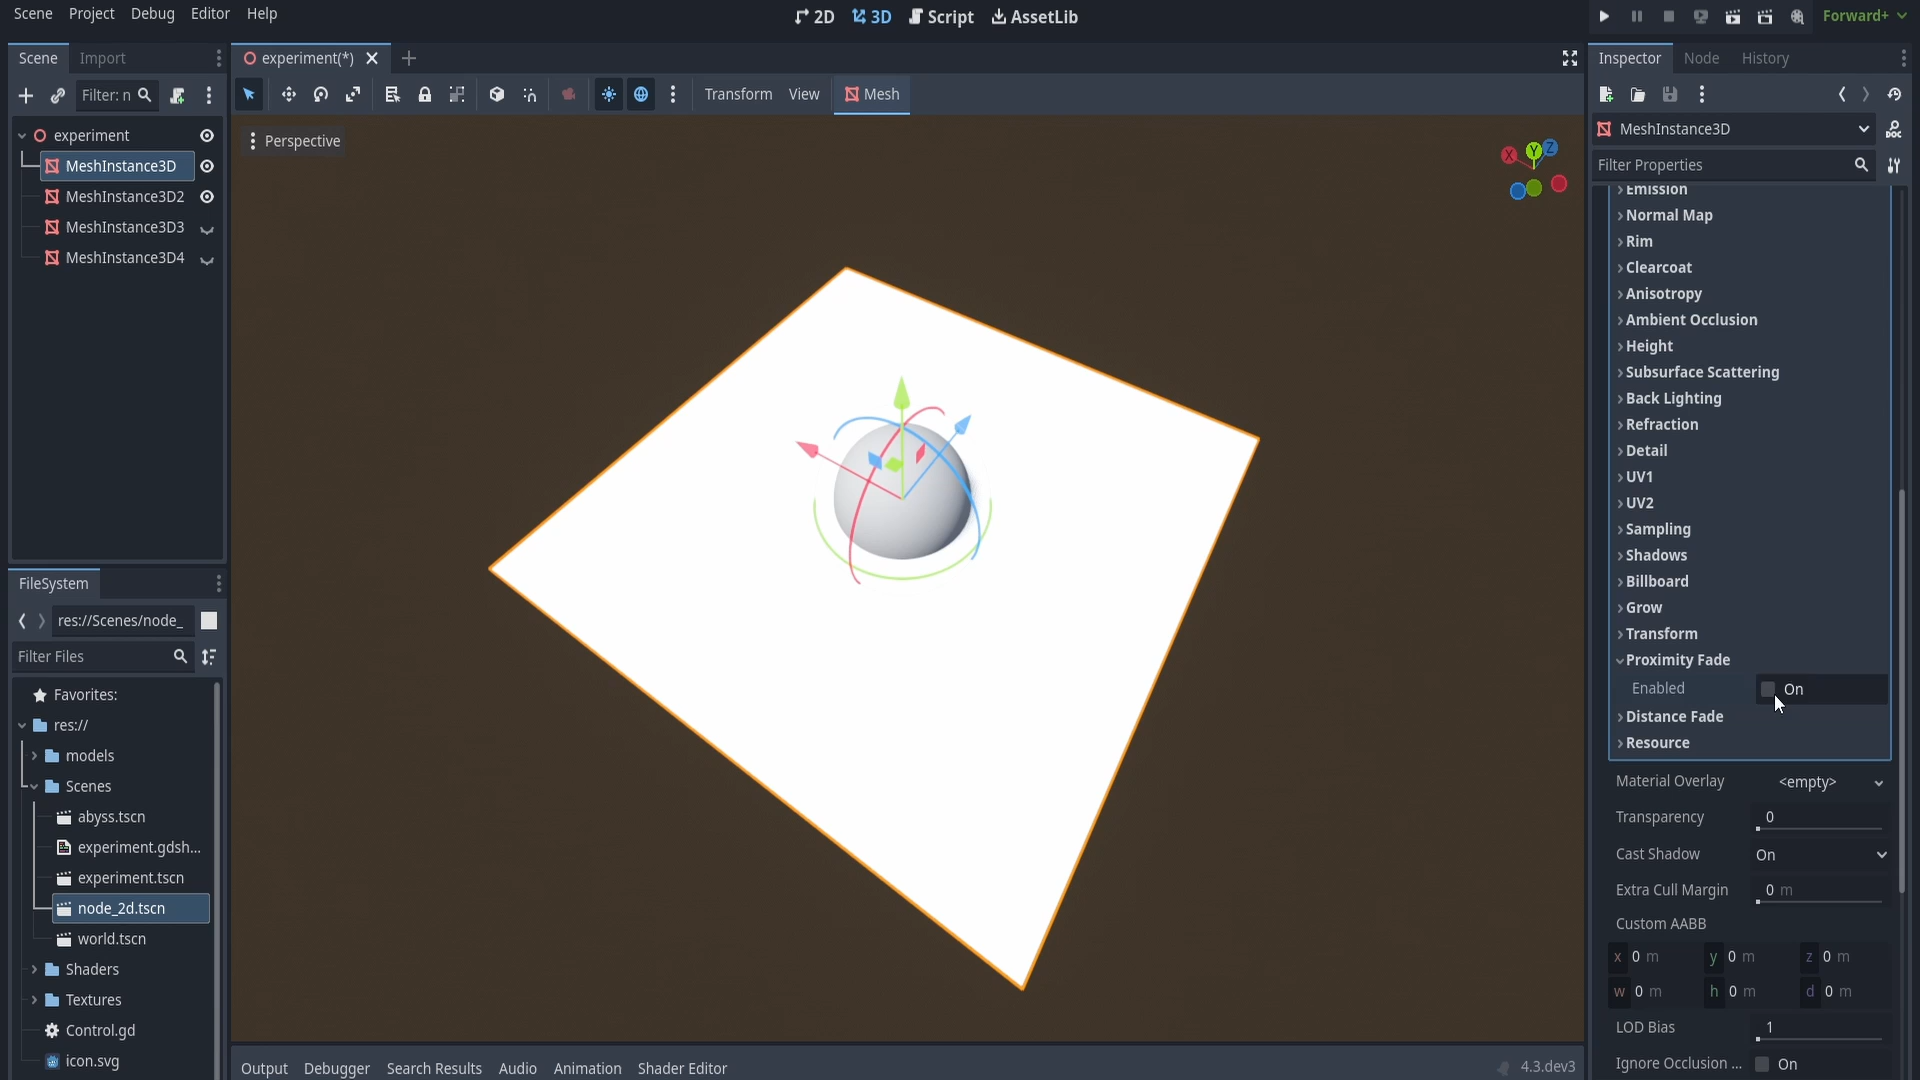 Scene Project Debug Editor Help
2D 3D Script AssetLib
Forward+
Scene Import
Filter: n
experiment
MeshInstance3D
MeshInstance3D2
MeshInstance3D3
MeshInstance3D4
FileSystem
res://Scenes/node_
Filter Files
Favorites:
res://
models
Scenes
abyss.tscn
experiment.gdsh...
experiment.tscn
node_2d.tscn
world.tscn
Shaders
Textures
Control.gd
icon.svg
experiment(*)
Transform View Mesh
Perspective
X Y Z
Output Debugger Search Results Audio Animation Shader Editor
4.3.dev3
Inspector Node History
MeshInstance3D
Filter Properties
Emission
Normal Map
Rim
Clearcoat
Anisotropy
Ambient Occlusion
Height
Subsurface Scattering
Back Lighting
Refraction
Detail
UV1
UV2
Sampling
Shadows
Billboard
Grow
Transform
Proximity Fade
Enabled On
Distance Fade
Resource
Material Overlay <empty>
Transparency 0
Cast Shadow On
Extra Cull Margin 0 m
Custom AABB
x 0 m y 0 m z 0 m
w 0 m h 0 m d 0 m
LOD Bias 1
Ignore Occlusion ... On